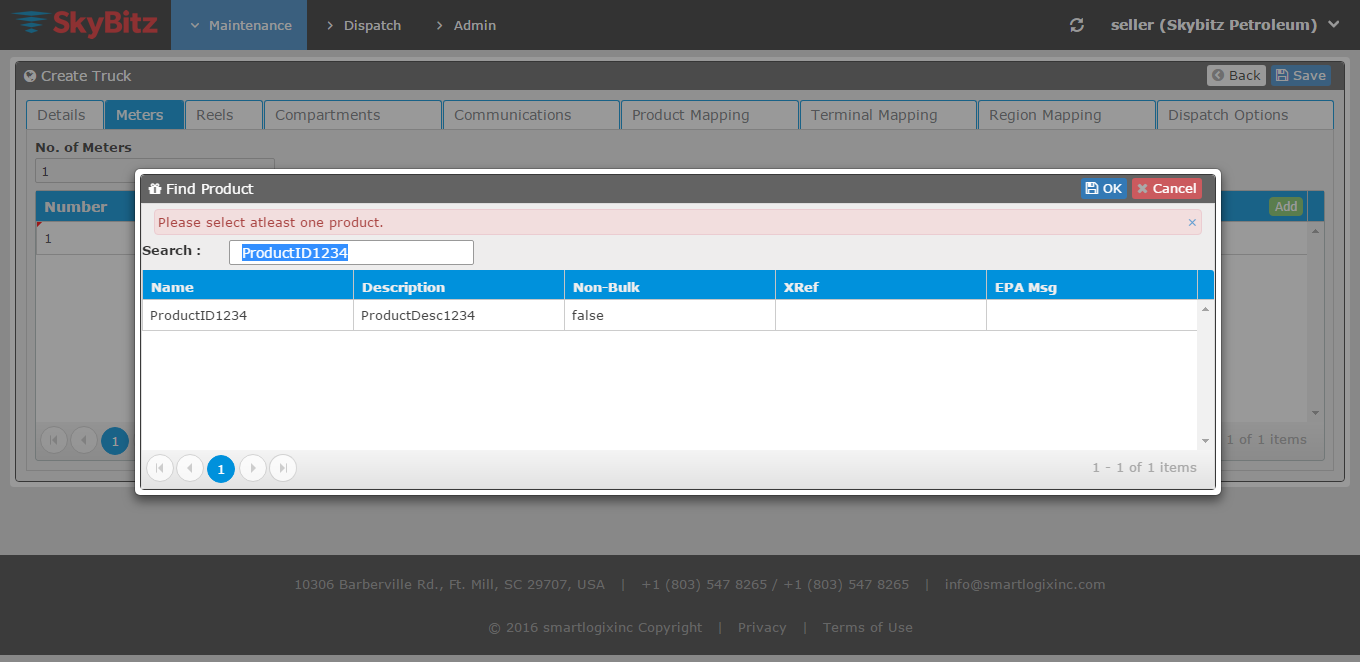 SkyBitz Maintenance Dispatch Admin seller (Skybitz Petroleum)
Create Truck Back Save
Details Meters Reels Compartments Communications Product Mapping Terminal Mapping Region Mapping Dispatch Options
No. of Meters
1
Find Product OK Cancel
Please select atleast one product. ×
Number Add
1
Search : ProductID1234
Name Description Non-Bulk XRef EPA Msg
ProductID1234 ProductDesc1234 false
1 1 of 1 items
1 1 - 1 of 1 items
10306 Barberville Rd., Ft. Mill, SC 29707, USA | +1 (803) 547 8265 / +1 (803) 547 8265 | info@smartlogixinc.com
© 2016 smartlogixinc Copyright | Privacy | Terms of Use